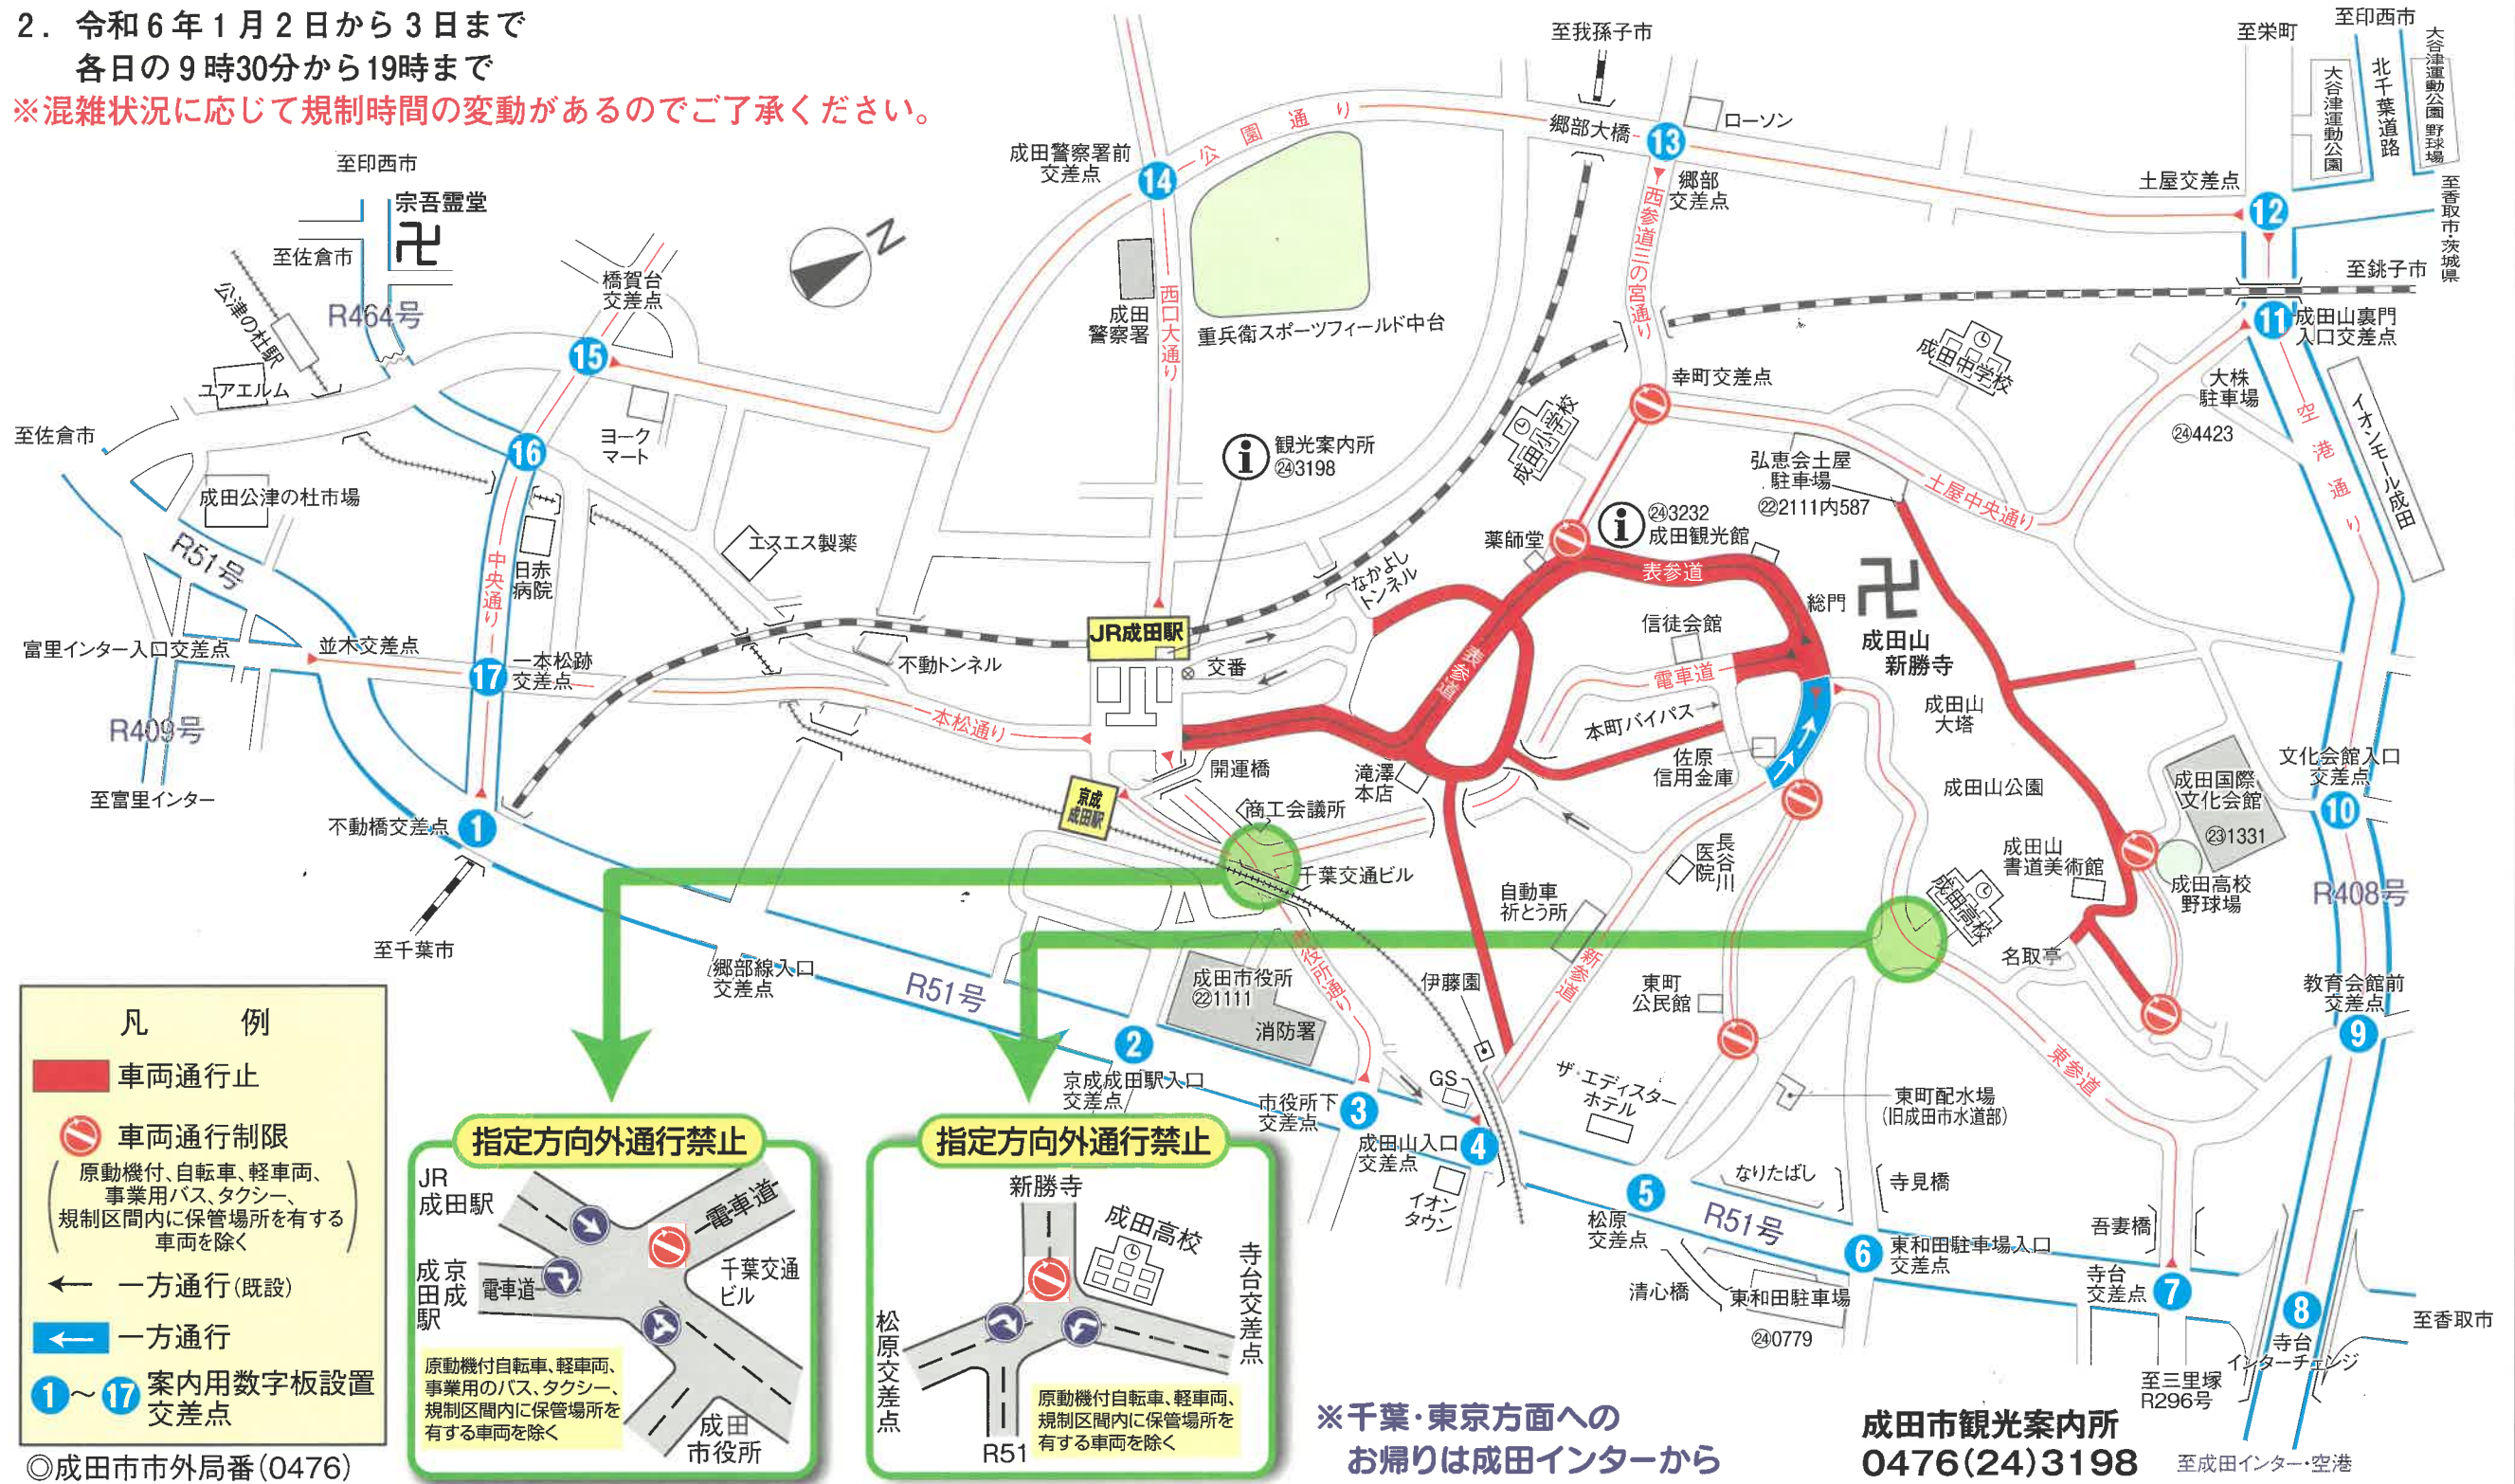 2. 令和6年1月2日から3日まで
各日の9時30分から19時まで
※混雑状況に応じて規制時間の変動があるのでご了承ください。
至印西市
宗吾霊堂
卍
至佐倉市
公津の杜駅
R464号
ユアエルム
至佐倉市
橋賀台
交差点
15
16
ヨーク
マート
成田公津の杜市場
R51号
中央通り
日赤
病院
エスエス製薬
富里インター入口交差点
並木交差点
17
一本松跡
交差点
R409号
至富里インター
不動橋交差点
1
至千葉市
不動トンネル
一本松通り
N
成田警察署前
交差点
14
公園通り
成田
警察署
西口大通り
重兵衛スポーツフィールド中台
至我孫子市
郷部大橋
13
ローソン
郷部
交差点
西参道三の宮通り
幸町交差点
成田小学校
成田中学校
至栄町
至印西市
大谷津運動公園
北千葉道路
大谷津運動公園 野球場
土屋交差点
12
至香取市・茨城県
至銚子市
11
成田山裏門
入口交差点
大株
駐車場
㉔4423
空港通り
イオンモール成田
i
観光案内所
㉔3198
JR成田駅
交番
なかよし
トンネル
薬師堂
i
㉔3232
成田観光館
表参道
弘恵会土屋
駐車場
㉒2111内587
土屋中央通り
総門
卍
成田山
新勝寺
信徒会館
電車道
表参道
本町バイパス
佐原
信用金庫
成田山
大塔
成田山公園
成田国際
文化会館
㉓1331
文化会館入口
交差点
10
成田山
書道美術館
成田高校
野球場
R408号
名取亭
教育会館前
交差点
9
開運橋
滝澤
本店
京成
成田駅
商工会議所
千葉交通ビル
自動車
祈とう所
長谷川
医院
成田高校
新参道
東町
公民館
伊藤園
市役所通り
成田市役所
㉒1111
消防署
郷部線入口
交差点
R51号
2
京成成田駅入口
交差点
市役所下
交差点
3
GS
成田山入口
交差点
4
イオン
タウン
ザ・エディスター
ホテル
東町配水場
(旧成田市水道部)
東参道
5
松原
交差点
なりたばし
R51号
寺見橋
6
東和田駐車場入口
交差点
清心橋
東和田駐車場
㉔0779
吾妻橋
寺台
交差点
7
8
寺台
インターチェンジ
至香取市
至三里塚
R296号
至成田インター・空港
凡 例
車両通行止
車両通行制限
(原動機付、自転車、軽車両、
事業用バス、タクシー、
規制区間内に保管場所を有する
車両を除く)
← 一方通行(既設)
← 一方通行
1～17 案内用数字板設置
交差点
◎成田市市外局番(0476)
指定方向外通行禁止
JR
成田駅
電車道
京成
成田駅
電車道
千葉交通
ビル
成田
市役所
原動機付自転車、軽車両、
事業用のバス、タクシー、
規制区間内に保管場所を
有する車両を除く
指定方向外通行禁止
新勝寺
成田高校
寺台交差点
松原交差点
R51
原動機付自転車、軽車両、
規制区間内に保管場所を
有する車両を除く
※千葉・東京方面への
お帰りは成田インターから
成田市観光案内所
0476(24)3198